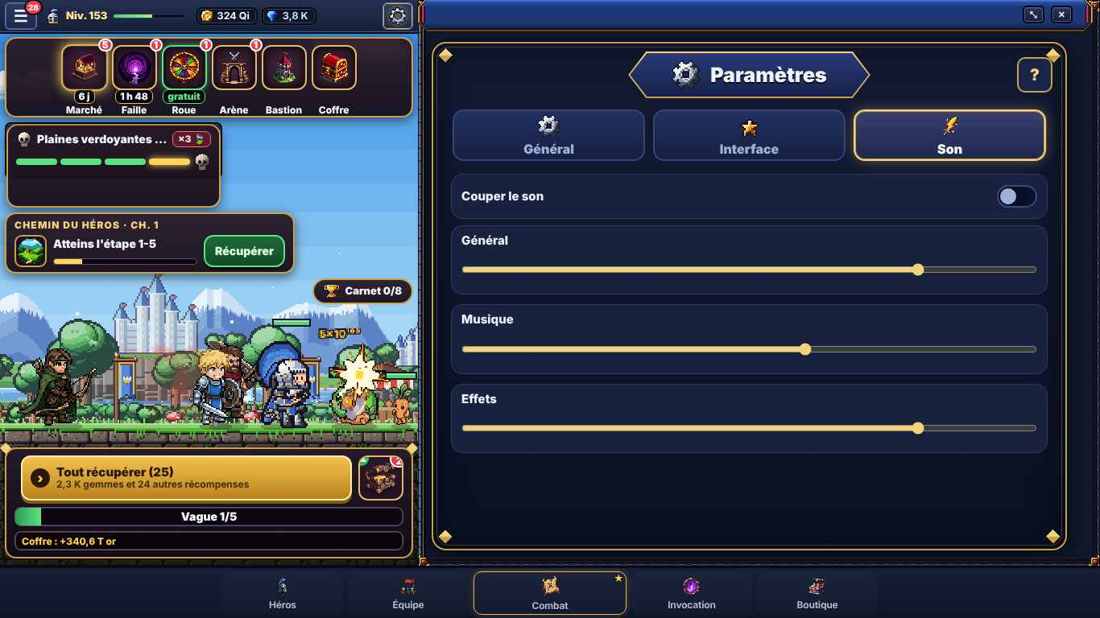 28
Niv. 153
324 Qi
3,8 K
5
1
1
1
6 j
1 h 48
gratuit
Marché
Faille
Roue
Arène
Bastion
Coffre
Plaines verdoyantes ...
×3
CHEMIN DU HÉROS · CH. 1
Atteins l'étape 1-5
Récupérer
Carnet 0/8
Tout récupérer (25)
2,3 K gemmes et 24 autres récompenses
Vague 1/5
Coffre : +340,6 T or
Paramètres
?
Général
Interface
Son
Couper le son
Général
Musique
Effets
Héros
Équipe
Combat
Invocation
Boutique